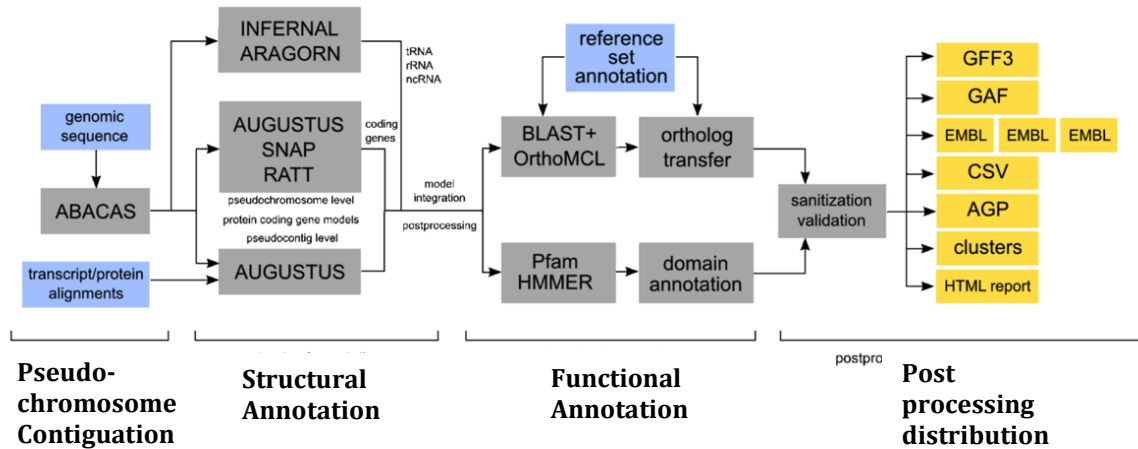 genomic
sequence
ABACAS
transcript/protein
alignments
INFERNAL
ARAGORN
tRNA
rRNA
ncRNA
AUGUSTUS
SNAP
RATT
coding
genes
pseudochromosome level
protein coding gene models
pseudocontig level
AUGUSTUS
model
integration
postprocessing
reference
set
annotation
BLAST+
OrthoMCL
ortholog
transfer
Pfam
HMMER
domain
annotation
sanitization
validation
GFF3
GAF
EMBL EMBL EMBL
CSV
AGP
clusters
HTML report
Pseudo-
chromosome
Contiguation
Structural
Annotation
Functional
Annotation
postpro
Post
processing
distribution